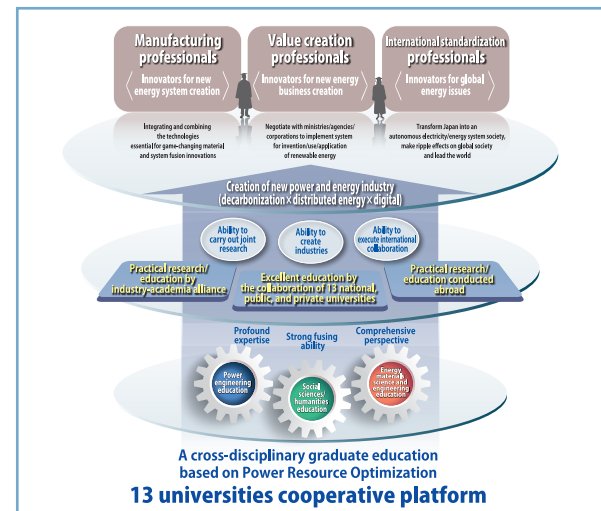 Manufacturing
professionals
Innovators for new
energy system creation
Value creation
professionals
Innovators for new energy
business creation
International standardization
professionals
Innovators for global
energy issues
Integrating and combining
the technologies
essential for game-changing material
and system fusion innovations
Negotiate with ministries/agencies/
corporations to implement system
for invention/use/application
of renewable energy
Transform Japan into an
autonomous electricity/energy system society,
make ripple effects on global society
and lead the world
Creation of new power and energy industry
(decarbonization×distributed energy×digital)
Ability to
carry out joint
research
Ability to
create
industries
Ability to
execute international
collaboration
Practical research/
education by
industry-academia alliance
Excellent education by
the collaboration of 13 national,
public, and private universities
Practical research/
education conducted
abroad
Profound
expertise
Strong fusing
ability
Comprehensive
perspective
Power
engineering
education
Social
sciences/
humanities
education
Energy
materials
science and
engineering
education
A cross-disciplinary graduate education
based on Power Resource Optimization
13 universities cooperative platform